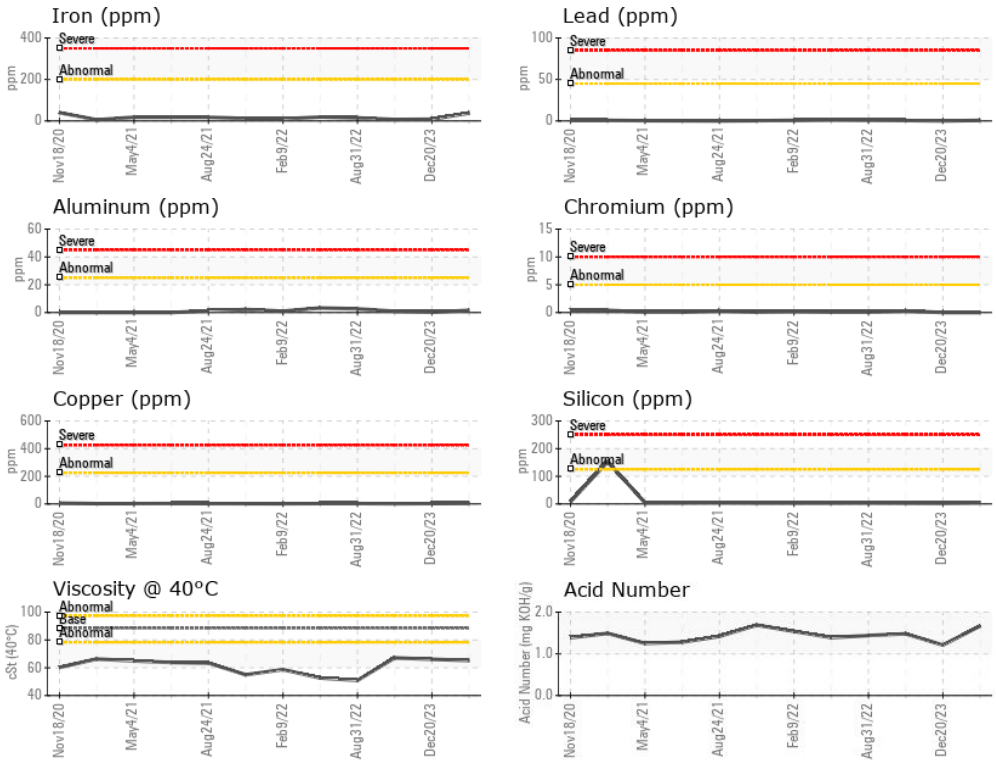 Iron (ppm)
400
200
0
ppm
Severe
Abnormal
Nov18/20
May4/21
Aug24/21
Feb9/22
Aug31/22
Dec20/23
Lead (ppm)
100
50
0
ppm
Severe
Abnormal
Nov18/20
May4/21
Aug24/21
Feb9/22
Aug31/22
Dec20/23
Aluminum (ppm)
60
40
20
0
ppm
Severe
Abnormal
Nov18/20
May4/21
Aug24/21
Feb9/22
Aug31/22
Dec20/23
Chromium (ppm)
15
10
5
0
ppm
Severe
Abnormal
Nov18/20
May4/21
Aug24/21
Feb9/22
Aug31/22
Dec20/23
Copper (ppm)
600
400
200
0
ppm
Severe
Abnormal
Nov18/20
May4/21
Aug24/21
Feb9/22
Aug31/22
Dec20/23
Silicon (ppm)
300
200
100
0
ppm
Severe
Abnormal
Nov18/20
May4/21
Aug24/21
Feb9/22
Aug31/22
Dec20/23
Viscosity @ 40°C
100
80
60
40
cSt (40°C)
Abnormal
Base
Abnormal
Nov18/20
May4/21
Aug24/21
Feb9/22
Aug31/22
Dec20/23
Acid Number
2.0
1.0
0.0
Acid Number (mg KOH/g)
Nov18/20
May4/21
Aug24/21
Feb9/22
Aug31/22
Dec20/23